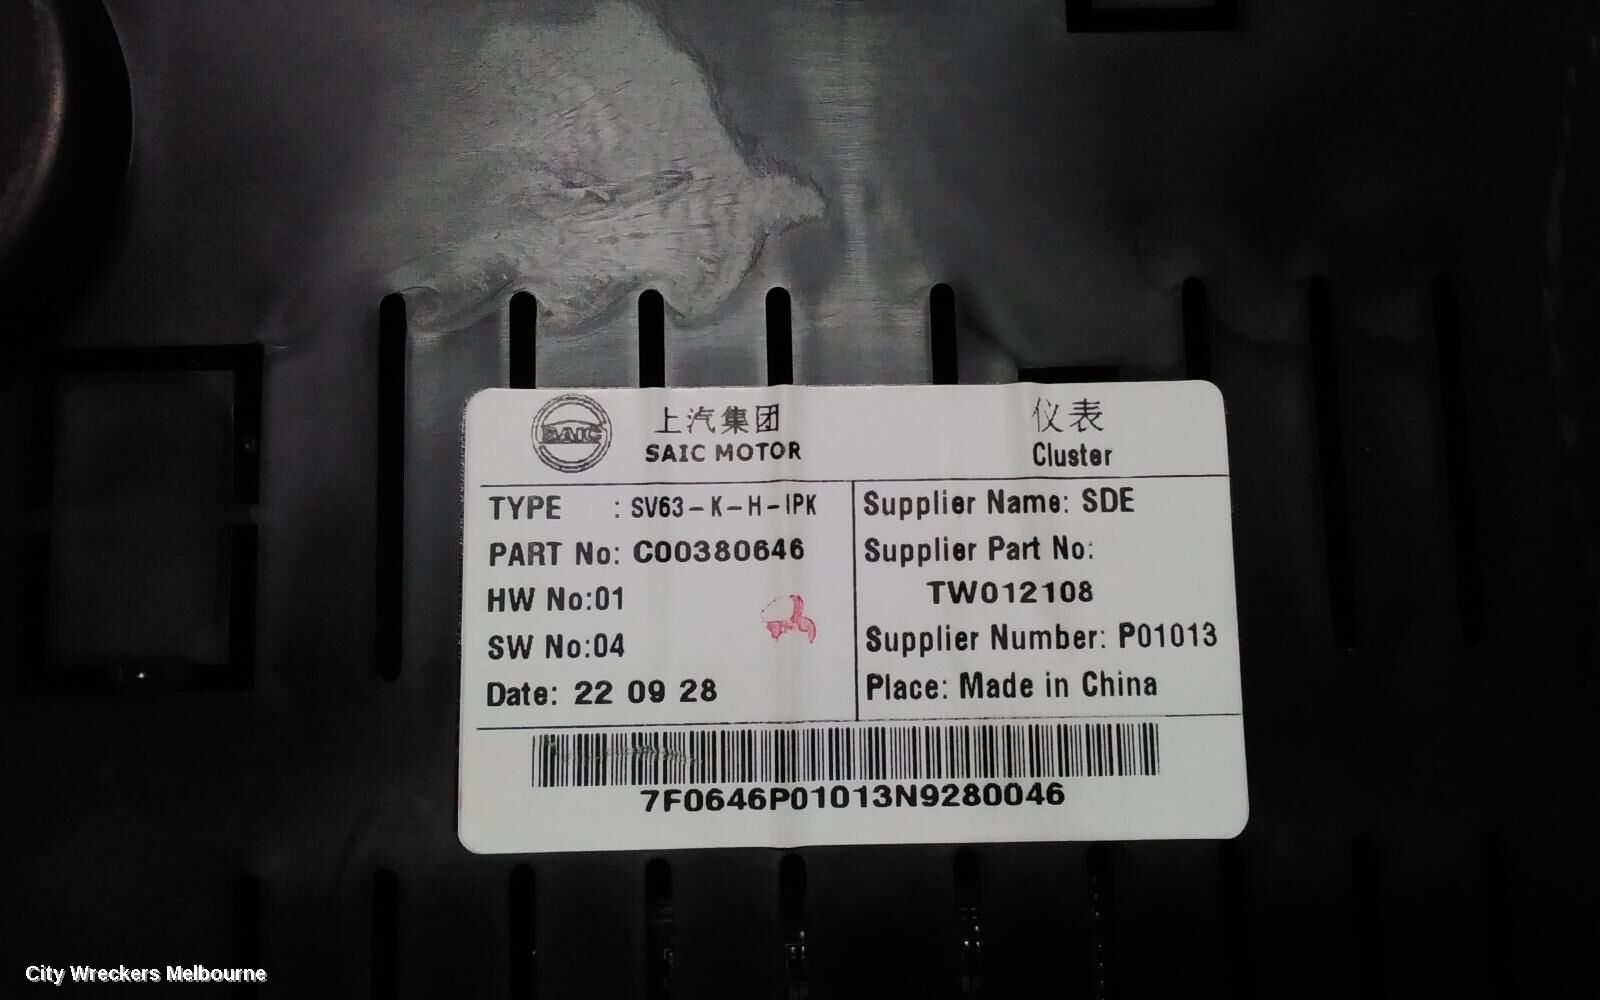 SAIC
上汽集团
SAIC MOTOR
仪表
Cluster
TYPE : SV63-K-H-IPK
PART No: C00380646
HW No:01
SW No:04
Date: 22 09 28
Supplier Name: SDE
Supplier Part No:
TW012108
Supplier Number: P01013
Place: Made in China
7F0646P01013N9280046
City Wreckers Melbourne